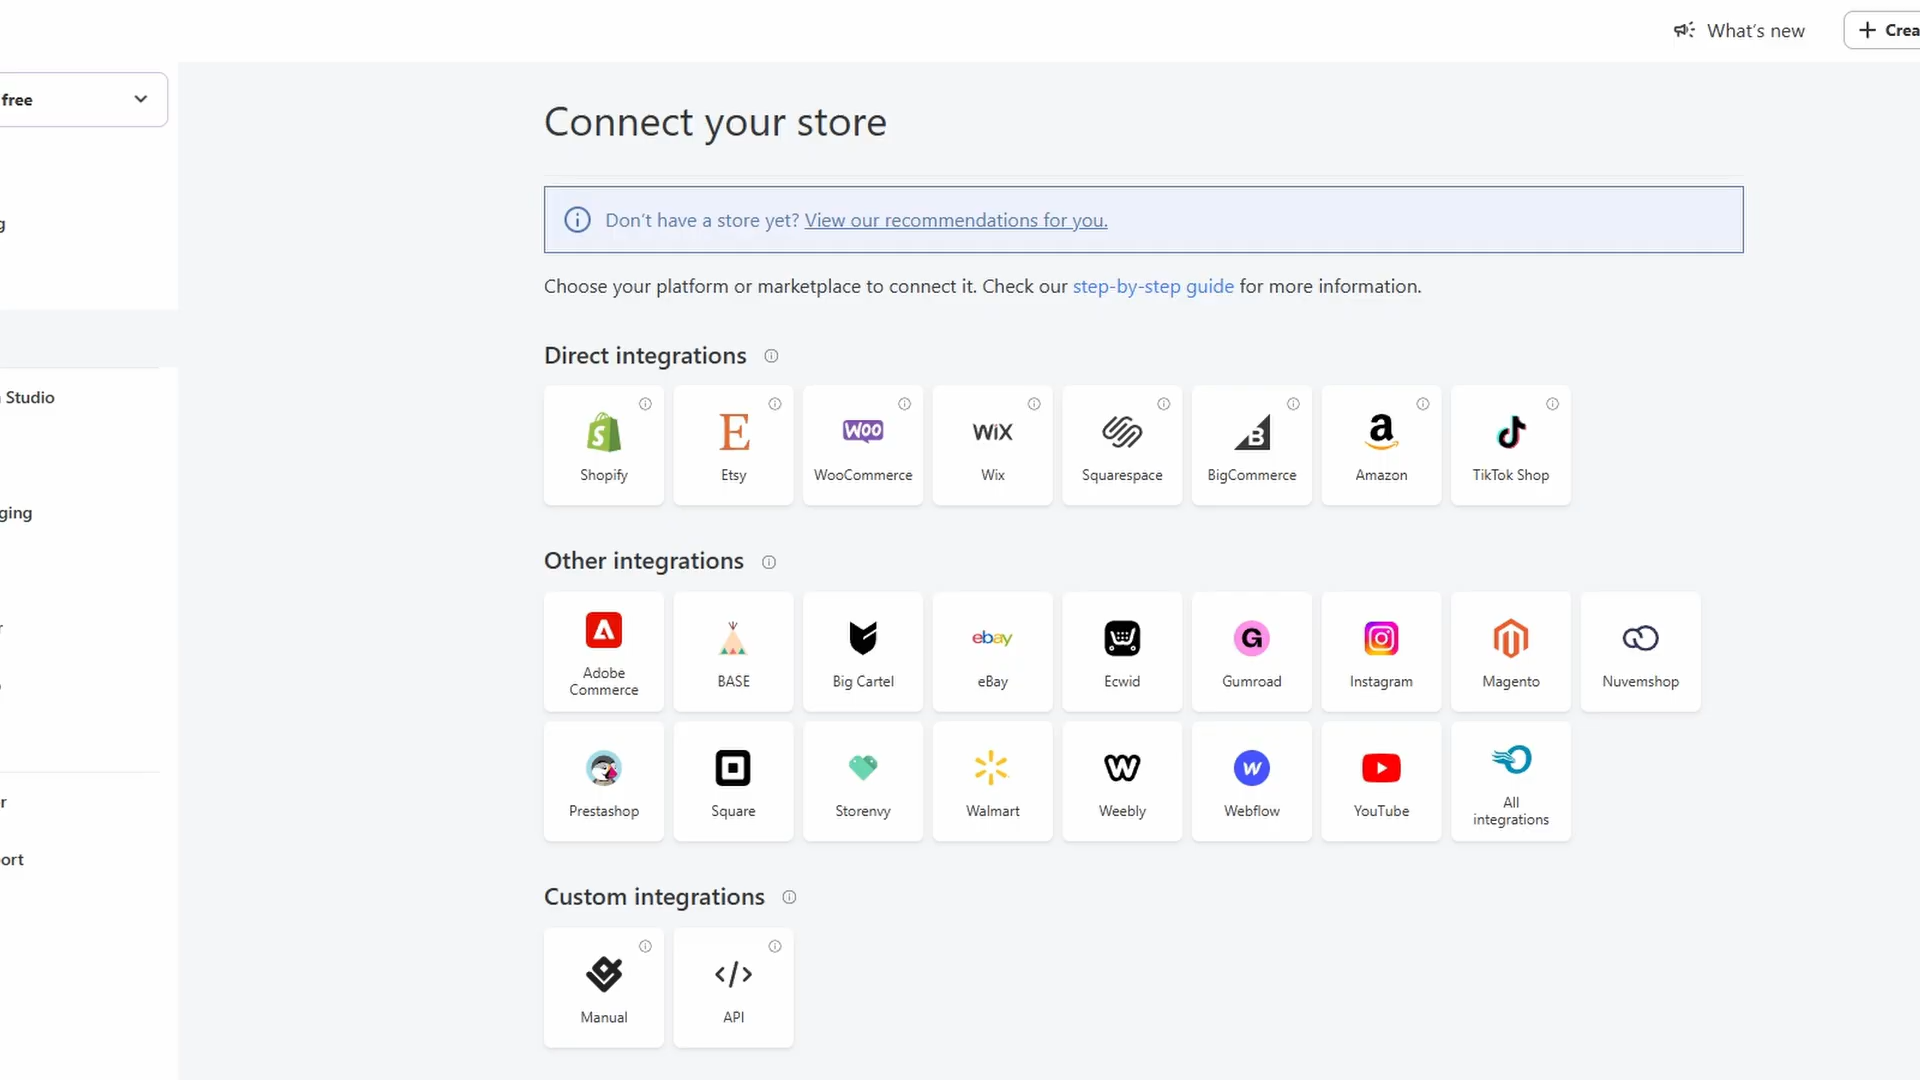 What's new
+ Crea
free
g
Studio
ging
r
ort
Connect your store
Don't have a store yet? View our recommendations for you.
Choose your platform or marketplace to connect it. Check our step-by-step guide for more information.
Direct integrations
Shopify
Etsy
WOO
WooCommerce
WiX
Wix
Squarespace
B
BigCommerce
a
Amazon
TikTok Shop
Other integrations
Adobe
Commerce
BASE
Big Cartel
ebay
eBay
Ecwid
G
Gumroad
Instagram
Magento
Nuvemshop
Prestashop
Square
Storenvy
Walmart
Weebly
Webflow
YouTube
All
integrations
Custom integrations
Manual
</>
API